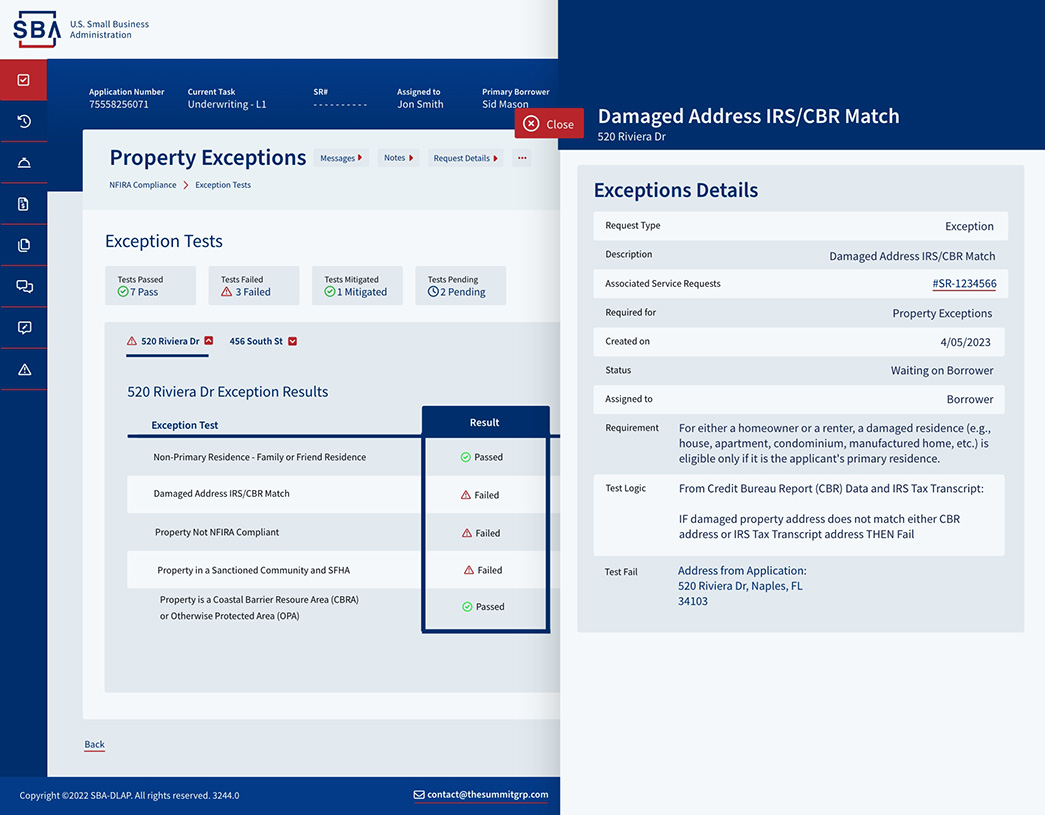 SBA
U.S. Small Business
Administration
Application Number
75558256071
Current Task
Underwriting - L1
SR#
- - - - - - - - - -
Assigned to
Jon Smith
Primary Borrower
Sid Mason
Property Exceptions
Messages
Notes
Request Details
NFIRA Compliance
Exception Tests
Exception Tests
Tests Passed
7 Pass
Tests Failed
3 Failed
Tests Mitigated
1 Mitigated
Tests Pending
2 Pending
520 Riviera Dr
456 South St
520 Riviera Dr Exception Results
Exception Test
Result
Non-Primary Residence - Family or Friend Residence
Passed
Damaged Address IRS/CBR Match
Failed
Property Not NFIRA Compliant
Failed
Property in a Sanctioned Community and SFHA
Failed
Property is a Coastal Barrier Resoure Area (CBRA)
or Otherwise Protected Area (OPA)
Passed
Back
Copyright ©2022 SBA-DLAP. All rights reserved. 3244.0
contact@thesummitgrp.com
Close
Damaged Address IRS/CBR Match
520 Riviera Dr
Exceptions Details
Request Type
Exception
Description
Damaged Address IRS/CBR Match
Associated Service Requests
#SR-1234566
Required for
Property Exceptions
Created on
4/05/2023
Status
Waiting on Borrower
Assigned to
Borrower
Requirement
For either a homeowner or a renter, a damaged residence (e.g.,
house, apartment, condominium, manufactured home, etc.) is
eligible only if it is the applicant's primary residence.
Test Logic
From Credit Bureau Report (CBR) Data and IRS Tax Transcript:
IF damaged property address does not match either CBR
address or IRS Tax Transcript address THEN Fail
Test Fail
Address from Application:
520 Riviera Dr, Naples, FL
34103